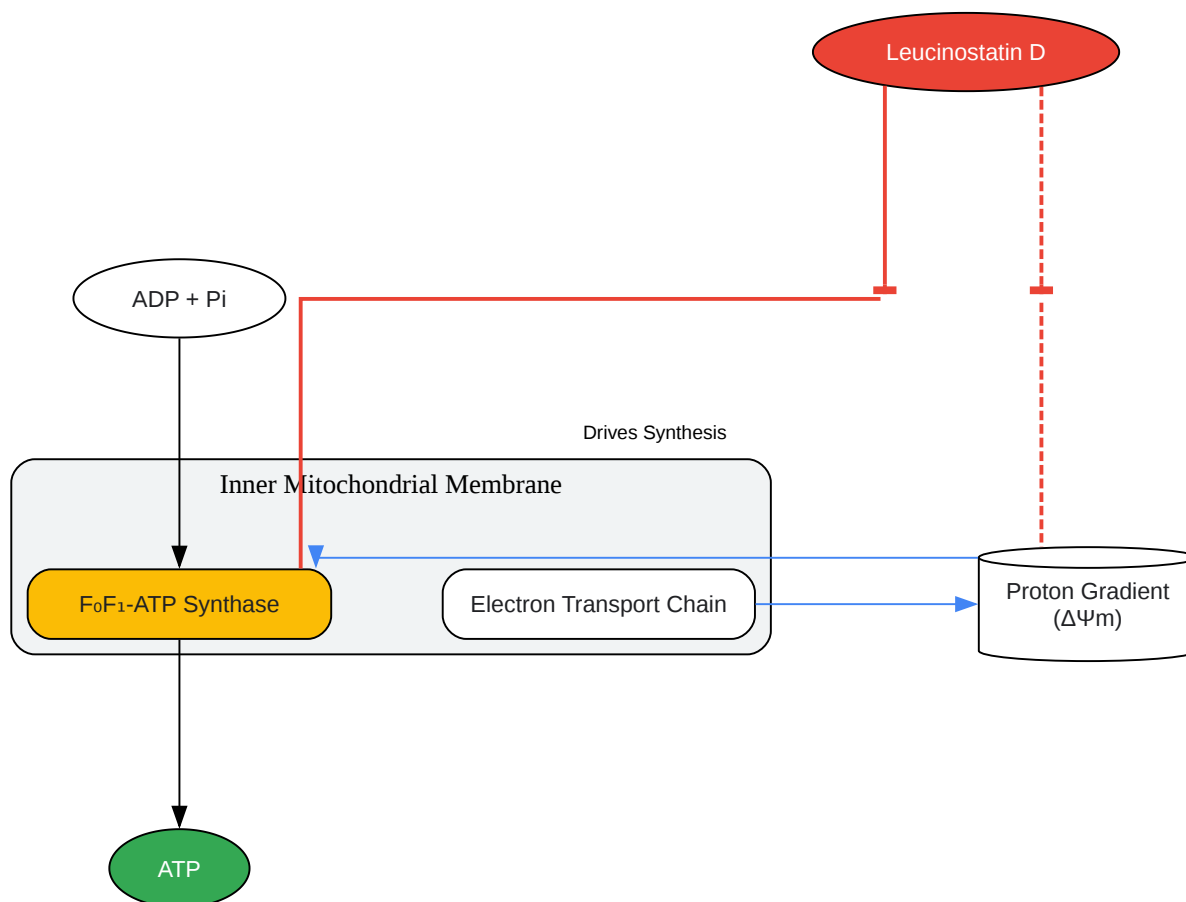 Leucinostatin D
ADP + Pi
Drives Synthesis
Inner Mitochondrial Membrane
F₀F₁-ATP Synthase
Electron Transport Chain
Proton Gradient
(ΔΨm)
ATP